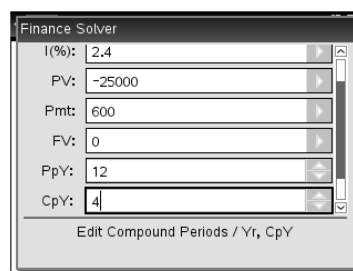 Finance Solver
I(%): 2.4
PV: -25000
Pmt: 600
FV: 0
PpY: 12
CpY: 4
Edit Compound Periods / Yr, CpY